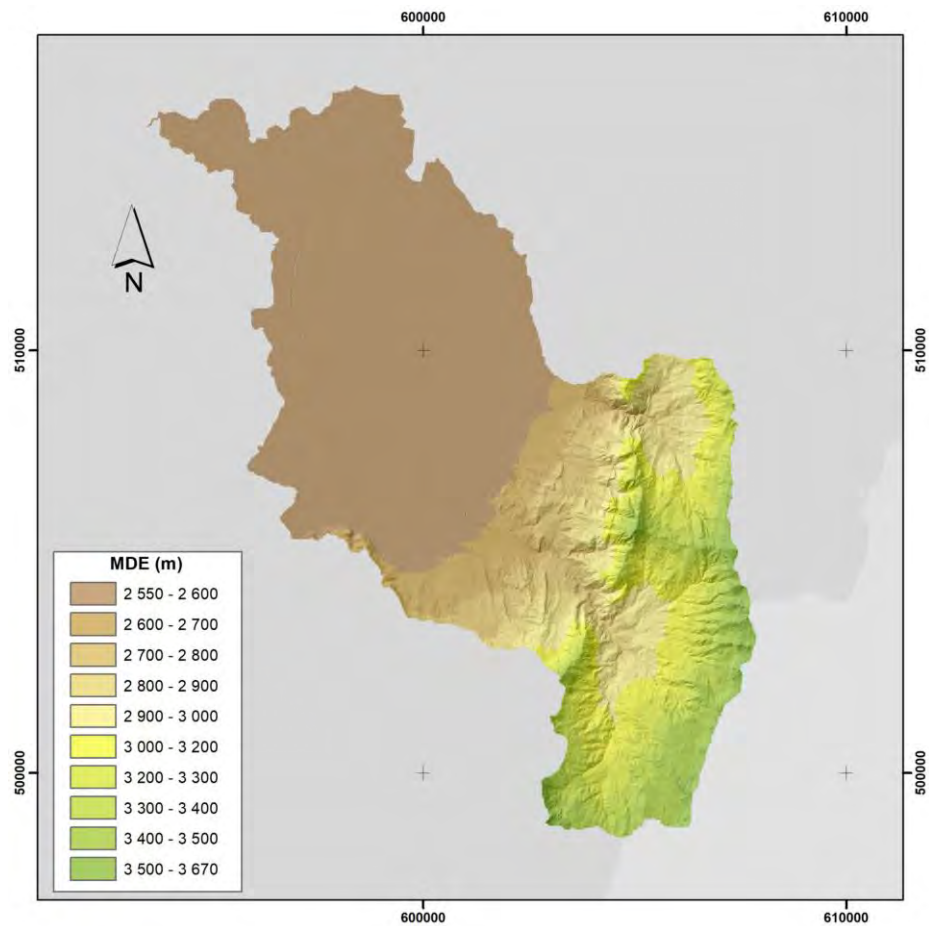 600000 610000
510000 510000
N
MDE (m)
2 550 - 2 600
2 600 - 2 700
2 700 - 2 800
2 800 - 2 900
2 900 - 3 000
3 000 - 3 200
3 200 - 3 300
3 300 - 3 400
3 400 - 3 500
3 500 - 3 670
500000 500000
600000 610000